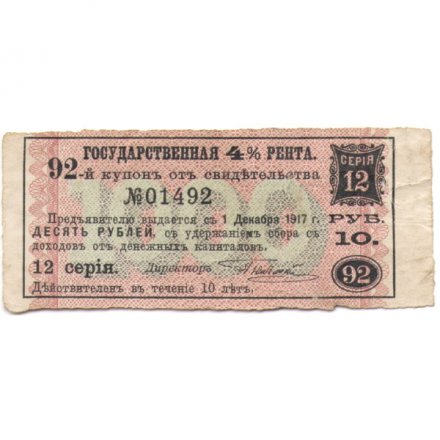 ГОСУДАРСТВЕННАЯ 4% РЕНТА.
92-й купонъ отъ свидѣтельства
№01492
Предъявителю выдается съ 1 Декабря 1917 г.
ДЕСЯТЬ РУБЛЕЙ, съ удержаніемъ сбора съ
доходовъ отъ денежныхъ капиталовъ.
12 серія. Директоръ
Дѣйствителенъ въ теченіе 10 лѣтъ.
СЕРІЯ
12
РУБ.
10.
92
100